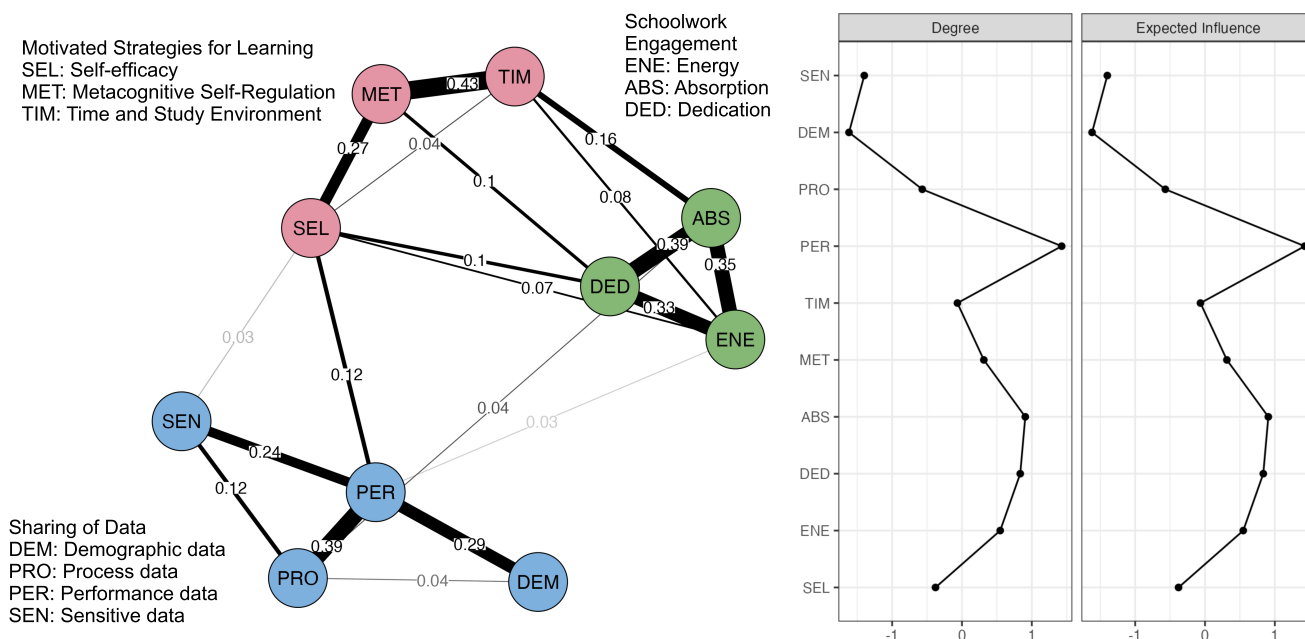 Motivated Strategies for Learning
SEL: Self-efficacy
MET: Metacognitive Self-Regulation
TIM: Time and Study Environment
Schoolwork
Engagement
ENE: Energy
ABS: Absorption
DED: Dedication
MET
TIM
0.43
0.27
0.04
0.16
0.1
0.08
SEL
ABS
0.39
0.35
0.1
0.07
DED
0.33
ENE
0.03
0.12
0.04
0.03
SEN
0.24
0.12
PER
0.39
0.29
PRO
0.04
DEM
Sharing of Data
DEM: Demographic data
PRO: Process data
PER: Performance data
SEN: Sensitive data
Degree
Expected Influence
SEN
DEM
PRO
PER
TIM
MET
ABS
DED
ENE
SEL
-1 0 1
-1 0 1